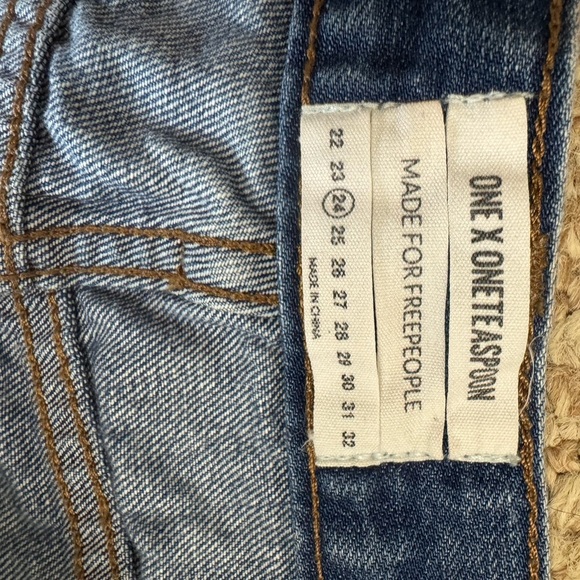 ONE X ONETEASPOON
MADE FOR FREEPEOPLE
22 23 24 25 26 27 28 29 30 31 32
MADE IN CHINA